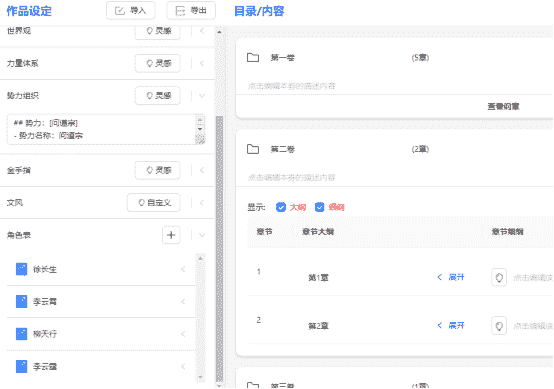 作品设定
导入
导出
世界观
灵感
力量体系
灵感
势力组织
灵感
## 势力：[问道宗]
- 势力名称：问道宗
金手指
灵感
文风
自定义
角色表
徐长生
李云霄
柳天行
李云霞
目录/内容
第一卷
(5章)
点击编辑本卷的描述内容
查看纲章
第二卷
(2章)
点击编辑本卷的描述内容
显示:
大纲
细纲
章节
章节大纲
章节细纲
1
第1章
展开
点击编辑
2
第2章
展开
点击编辑
第三卷
(1章)